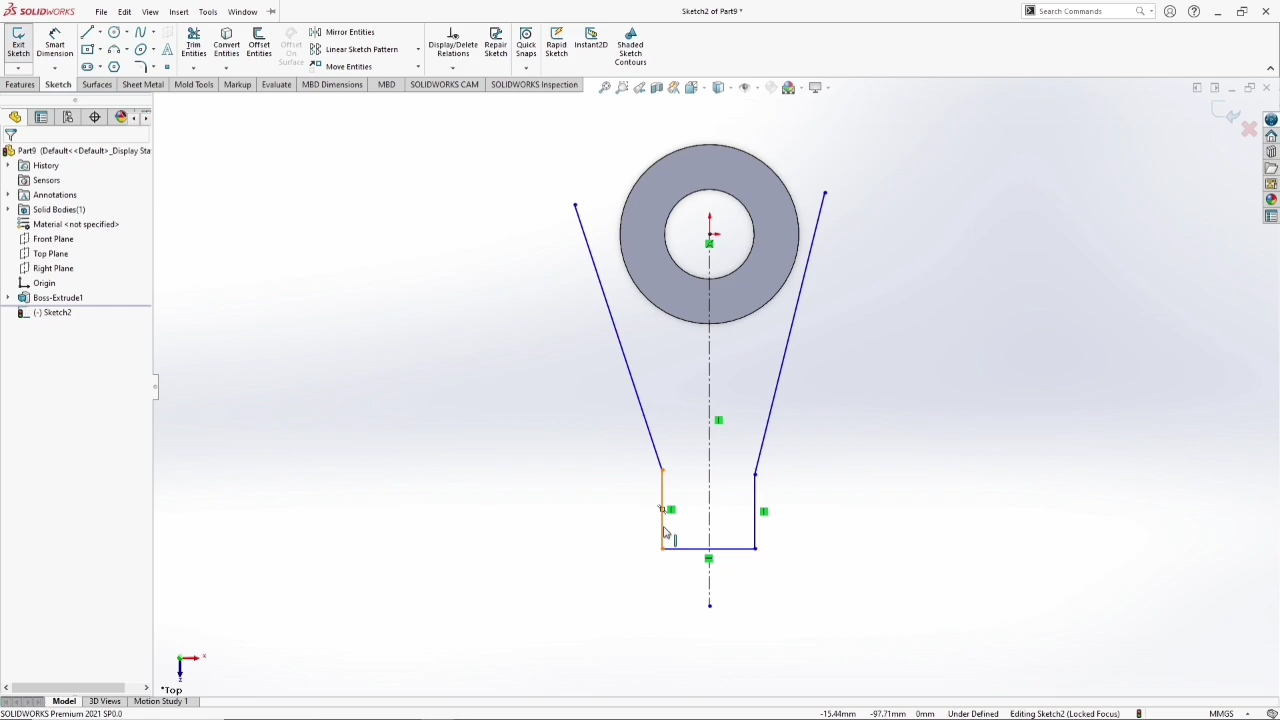 SOLIDWORKS File Edit View Insert Tools Window Sketch2 of Part9 * Search Commands
Exit Sketch
Smart Dimension
Trim Entities
Convert Entities
Offset Entities
Offset On Surface
Mirror Entities
Linear Sketch Pattern
Move Entities
Display/Delete Relations
Repair Sketch
Quick Snaps
Rapid Sketch
Instant2D
Shaded Sketch Contours
Features Sketch Surfaces Sheet Metal Mold Tools Markup Evaluate MBD Dimensions MBD SOLIDWORKS CAM SOLIDWORKS Inspection
Part9 (Default<<Default>_Display Sta
History
Sensors
Annotations
Solid Bodies(1)
Material <not specified>
Front Plane
Top Plane
Right Plane
Origin
Boss-Extrude1
(-) Sketch2
x
z
*Top
Model 3D Views Motion Study 1
SOLIDWORKS Premium 2021 SP0.0 -15.44mm -97.71mm 0mm Under Defined Editing Sketch2 (Locked Focus) MMGS